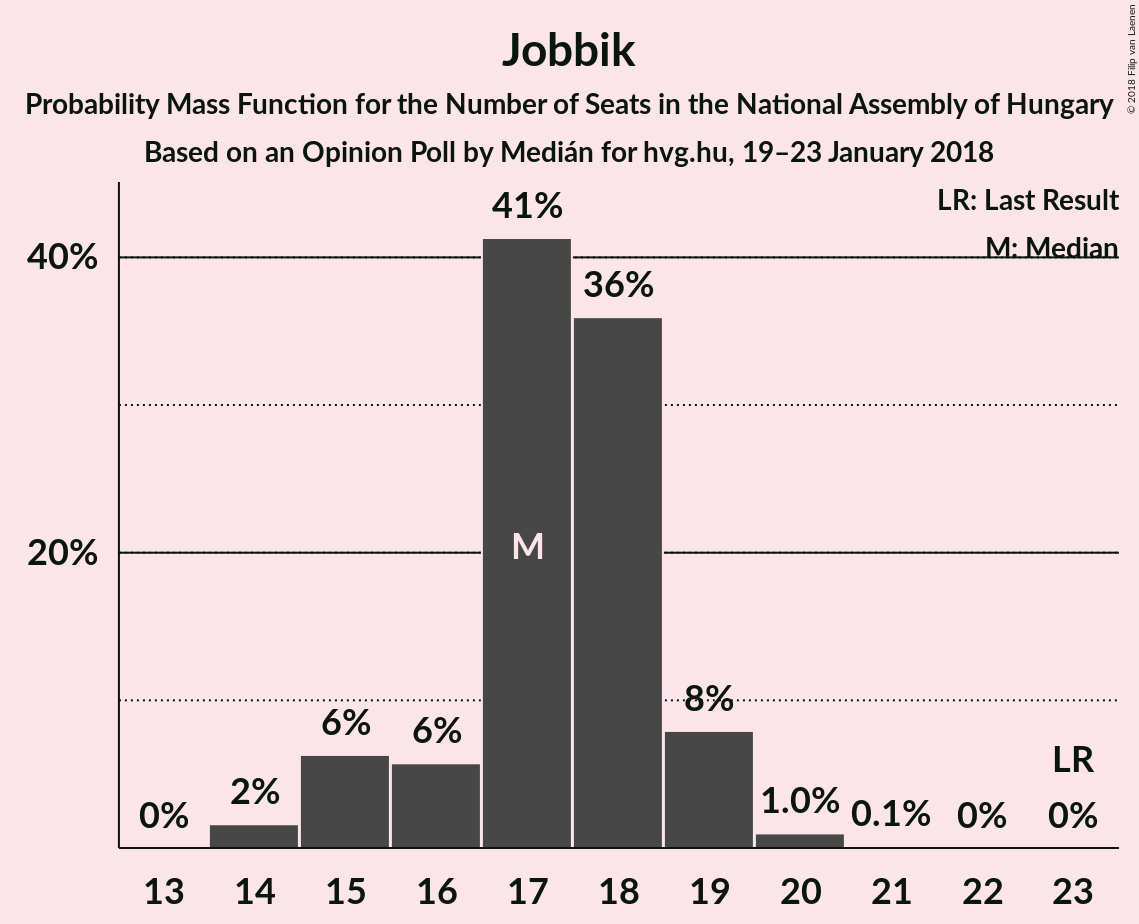 Jobbik
Probability Mass Function for the Number of Seats in the National Assembly of Hungary
Based on an Opinion Poll by Medián for hvg.hu, 19–23 January 2018
© 2018 Filip van Laenen
LR: Last Result
M: Median
40%
20%
0%
2%
6%
6%
41%
M
36%
8%
1.0%
0.1%
0%
LR
0%
13 14 15 16 17 18 19 20 21 22 23